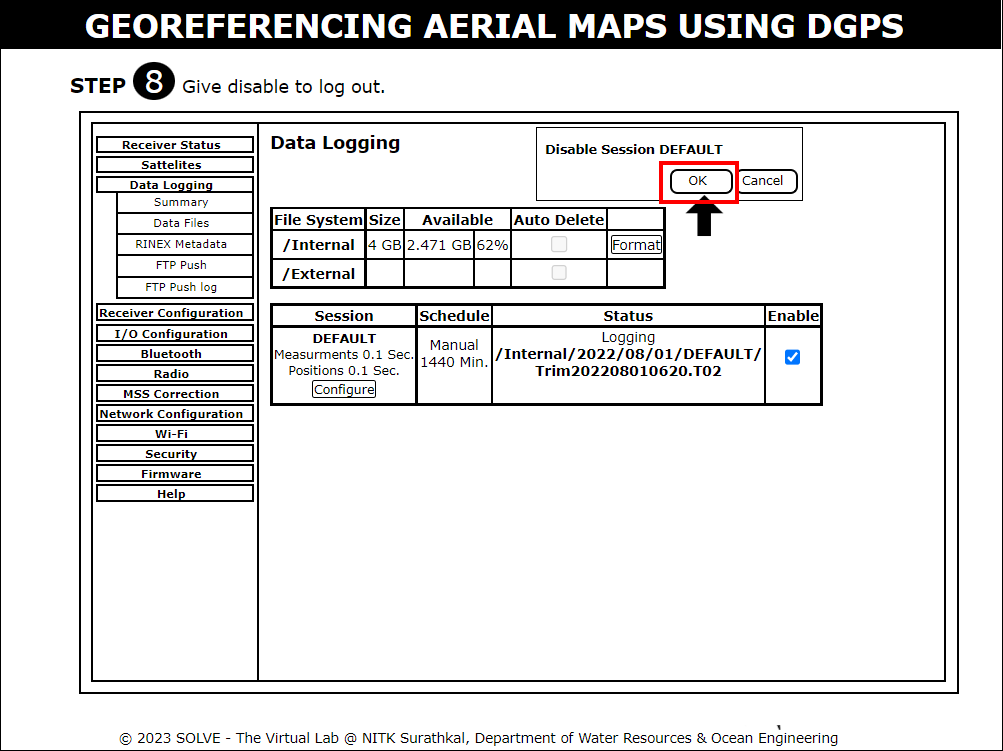 GEOREFERENCING AERIAL MAPS USING DGPS
STEP 8 Give disable to log out.
Receiver Status
Sattelites
Data Logging
Summary
Data Files
RINEX Metadata
FTP Push
FTP Push log
Receiver Configuration
I/O Configuration
Bluetooth
Radio
MSS Correction
Network Configuration
Wi-Fi
Security
Firmware
Help
Data Logging
Disable Session DEFAULT
OK Cancel
File System Size Available Auto Delete
/Internal 4 GB 2.471 GB 62% Format
/External
Session Schedule Status Enable
DEFAULT
Measurments 0.1 Sec.
Positions 0.1 Sec.
Configure
Manual
1440 Min.
Logging
/Internal/2022/08/01/DEFAULT/
Trim202208010620.T02
© 2023 SOLVE - The Virtual Lab @ NITK Surathkal, Department of Water Resources & Ocean Engineering